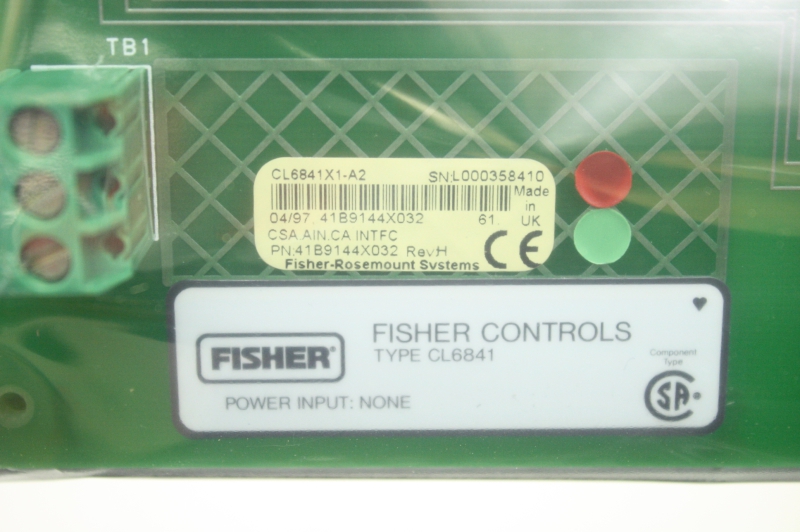 TB1
CL6841X1-A2 SN:L000358410
Made
in
UK
04/97 41B9144X032 61.
CSA,AIN,CA INTFC
PN:41B9144X032 Rev:H
Fisher-Rosemount Systems
CE
FISHER
FISHER CONTROLS
TYPE CL6841
POWER INPUT: NONE
Component
Type
SA